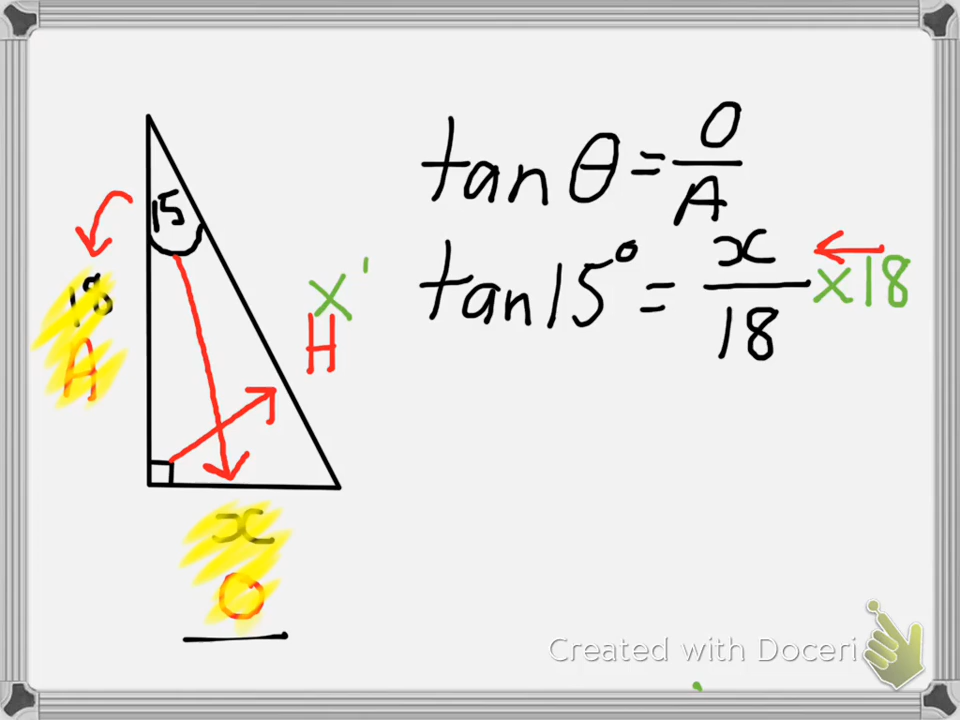 tan θ = O/A
tan 15° = x/18 ×18
15
18
A
X'
H
x
O
Created with Doceri